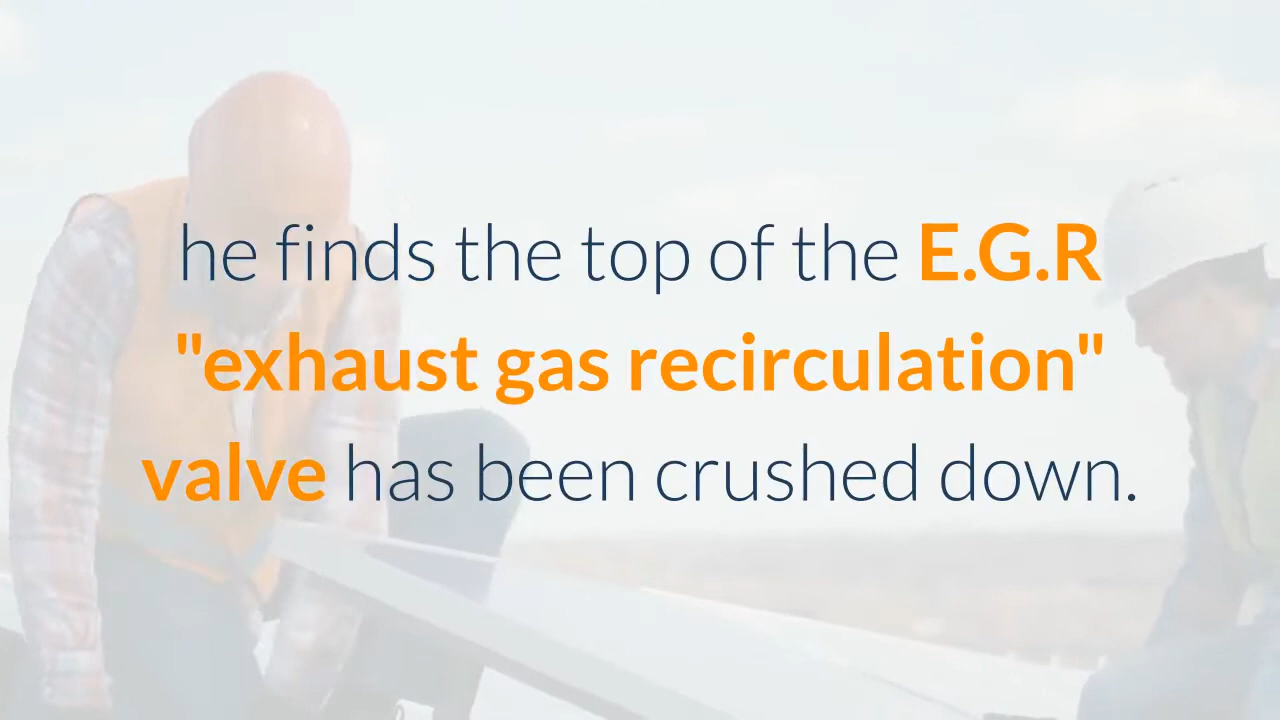 he finds the top of the E.G.R
"exhaust gas recirculation"
valve has been crushed down.